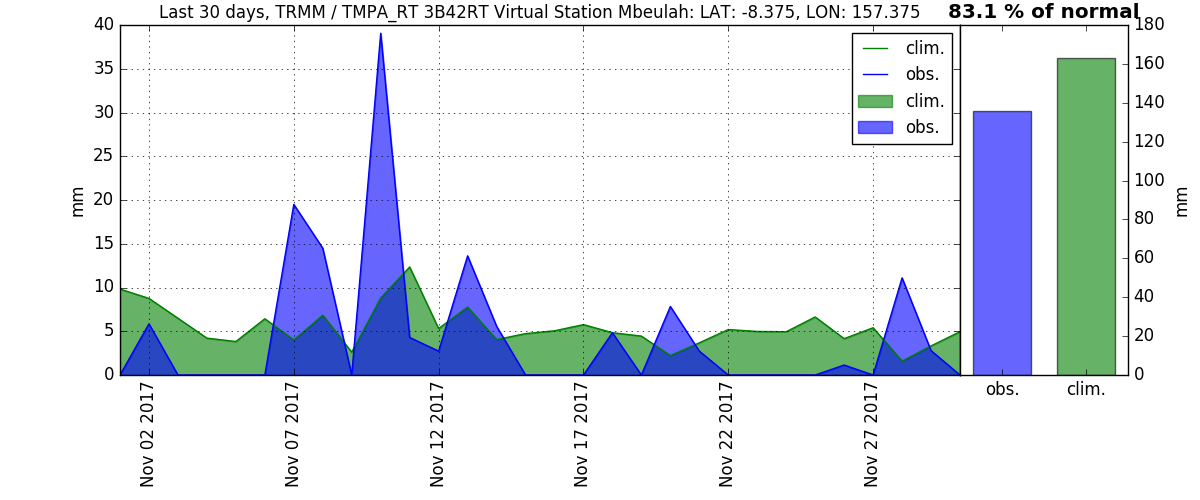 Last 30 days, TRMM / TMPA_RT 3B42RT Virtual Station Mbeulah: LAT: -8.375, LON: 157.375
83.1 % of normal
40
35
30
25
20
15
10
5
0
mm
clim.
obs.
clim.
obs.
Nov 02 2017
Nov 07 2017
Nov 12 2017
Nov 17 2017
Nov 22 2017
Nov 27 2017
obs.
clim.
180
160
140
120
100
80
60
40
20
0
mm